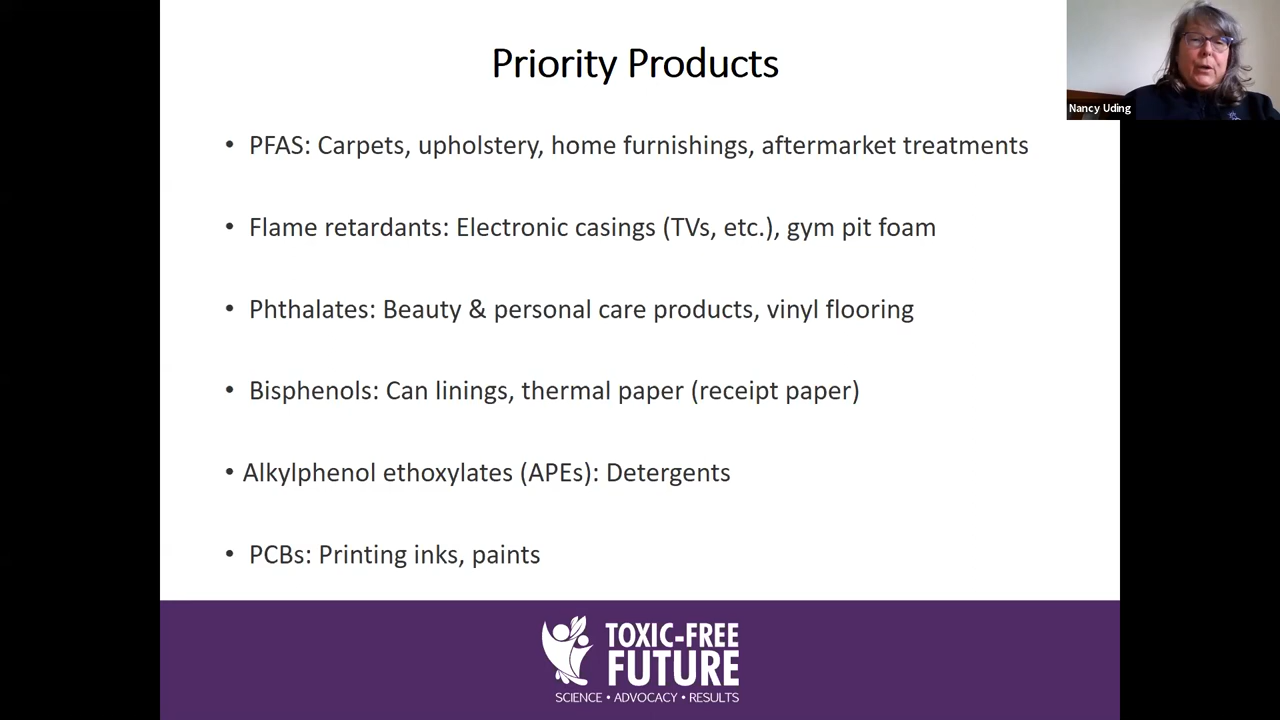 Priority Products
Nancy Uding
• PFAS: Carpets, upholstery, home furnishings, aftermarket treatments
• Flame retardants: Electronic casings (TVs, etc.), gym pit foam
• Phthalates: Beauty & personal care products, vinyl flooring
• Bisphenols: Can linings, thermal paper (receipt paper)
• Alkylphenol ethoxylates (APEs): Detergents
• PCBs: Printing inks, paints
TOXIC-FREE
FUTURE
SCIENCE • ADVOCACY • RESULTS